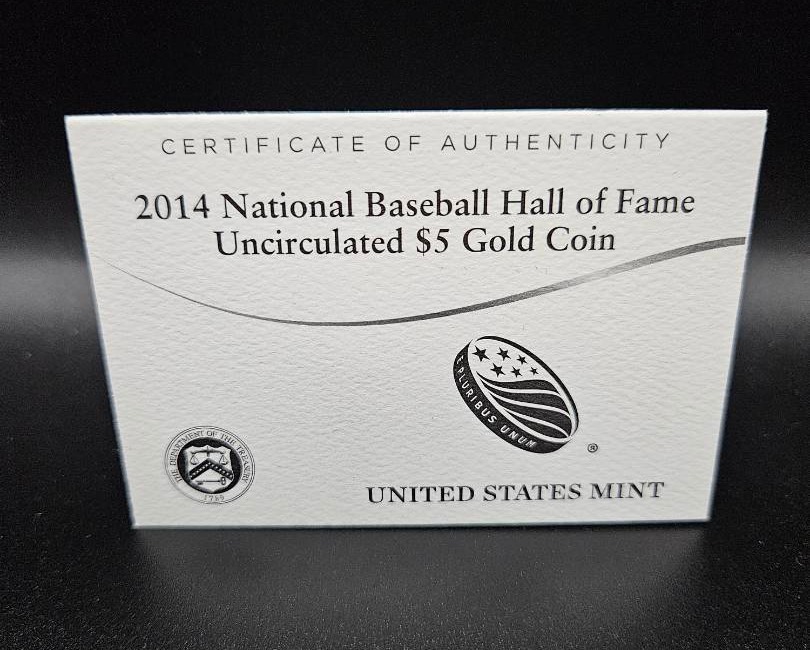 CERTIFICATE OF AUTHENTICITY
2014 National Baseball Hall of Fame
Uncirculated $5 Gold Coin
E PLURIBUS UNUM
®
THE DEPARTMENT OF THE TREASURY
1789
UNITED STATES MINT